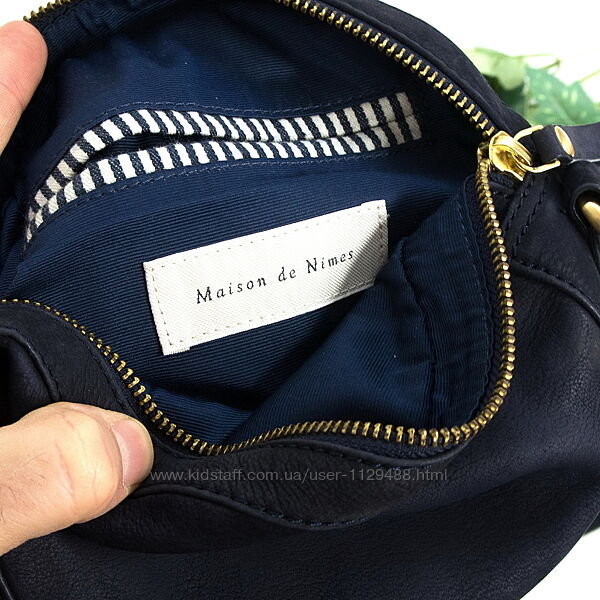 Maison de Nimes
www.kidstaff.com.ua/user-1129488.html